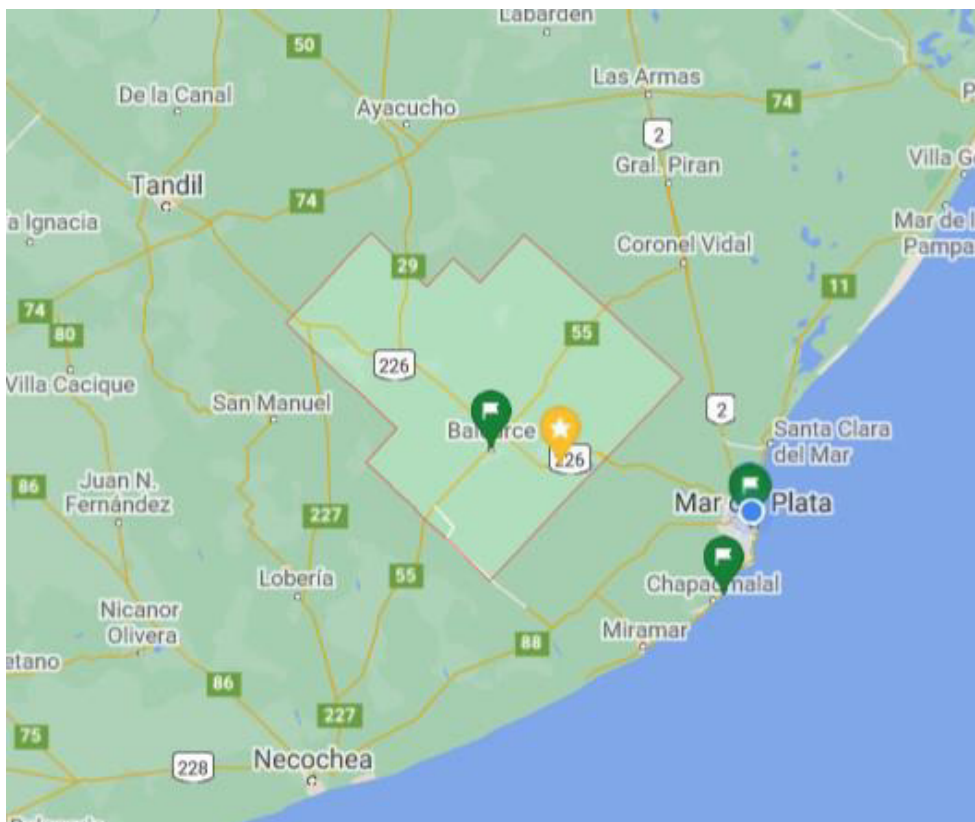 Labarden
50
Las Armas
De la Canal
74
Ayacucho
2
Villa G
Gral. Piran
Tandil
74
a Ignacia
Mar de l
Pampa
Coronel Vidal
29
11
74
80
55
226
Villa Cacique
San Manuel
2
Santa Clara
del Mar
226
86
Juan N.
Fernández
Mar
Plata
227
55
Lobería
Nicanor
Olivera
88
Miramar
etano
86
227
75
Necochea
228